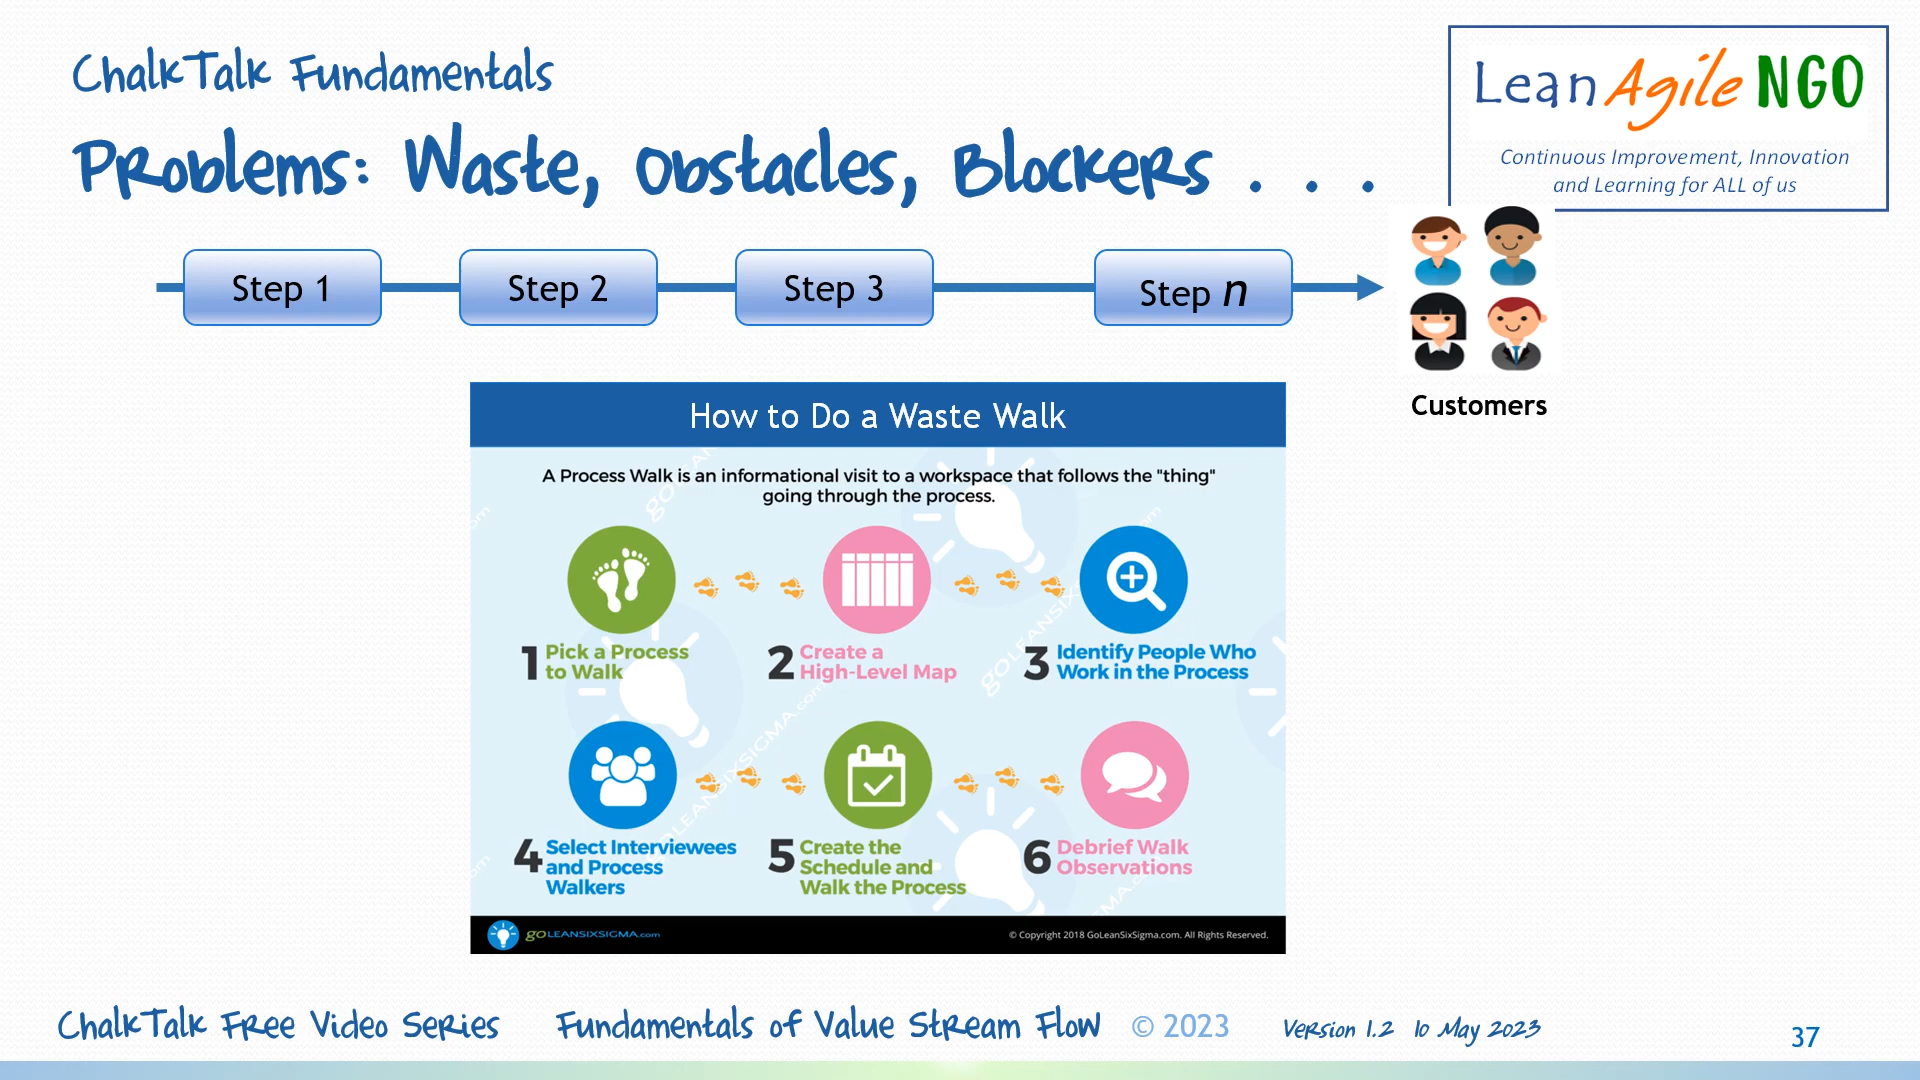 ChalkTalk Fundamentals
Problems: Waste, Obstacles, Blockers . . .
Lean Agile NGO
Continuous Improvement, Innovation
and Learning for ALL of us
Step 1
Step 2
Step 3
Step n
Customers
How to Do a Waste Walk
A Process Walk is an informational visit to a workspace that follows the "thing"
going through the process.
1 Pick a Process
to Walk
2 Create a
High-Level Map
3 Identify People Who
Work in the Process
4 Select Interviewees
and Process
Walkers
5 Create the
Schedule and
Walk the Process
6 Debrief Walk
Observations
goLEANSIXSIGMA.com
© Copyright 2018 GoLeanSixSigma.com. All Rights Reserved.
ChalkTalk Free Video Series
Fundamentals of Value Stream Flow
© 2023
Version 1.2 10 May 2023
37